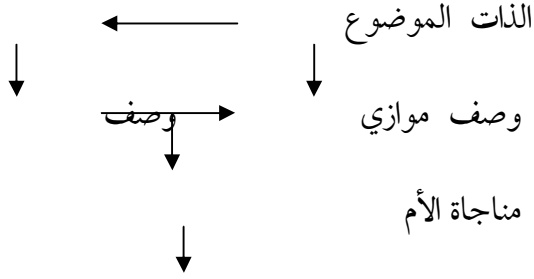 الذات الموضوع
وصف موازي وصف
مناجاة الأم